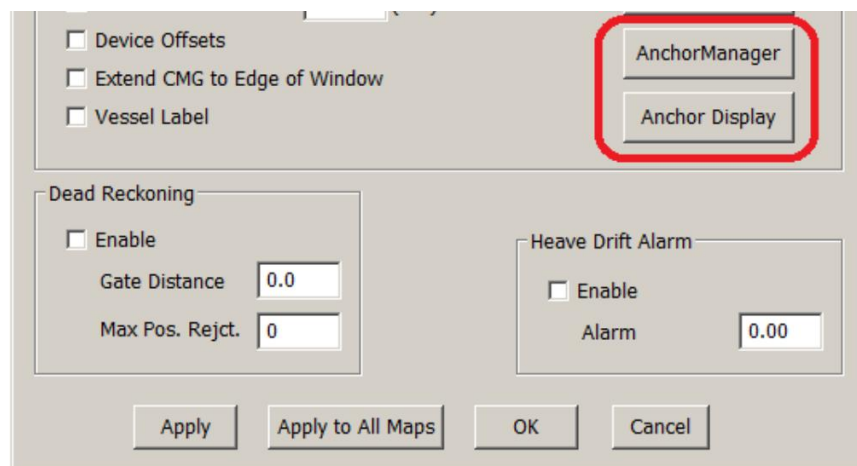 Device Offsets
AnchorManager
Extend CMG to Edge of Window
Vessel Label
Anchor Display
Dead Reckoning
Enable
Gate Distance 0.0
Max Pos. Rejct. 0
Heave Drift Alarm
Enable
Alarm 0.00
Apply Apply to All Maps OK Cancel